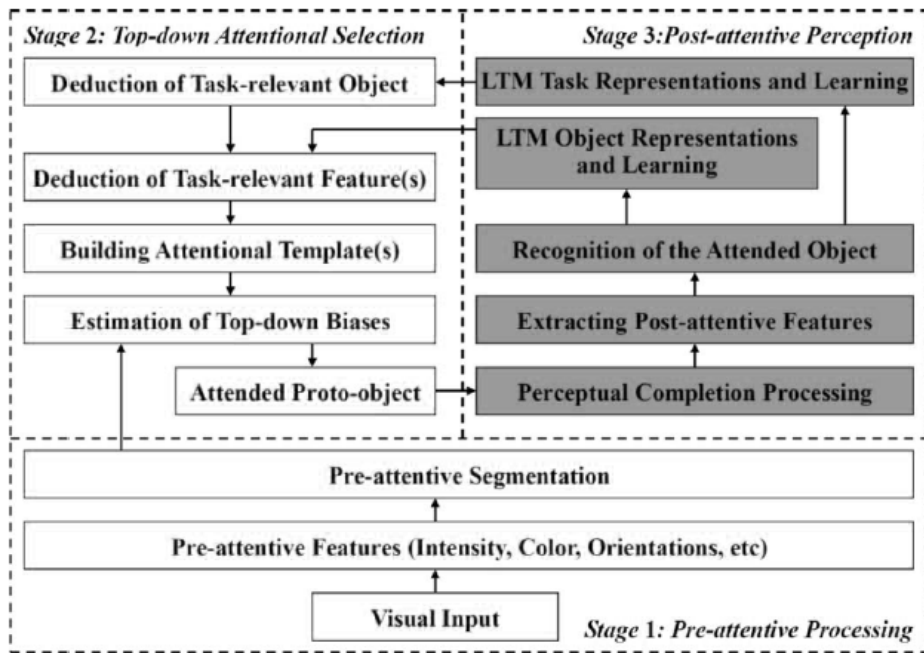 Stage 2: Top-down Attentional Selection
Deduction of Task-relevant Object
Deduction of Task-relevant Feature(s)
Building Attentional Template(s)
Estimation of Top-down Biases
Attended Proto-object
Stage 3:Post-attentive Perception
LTM Task Representations and Learning
LTM Object Representations
and Learning
Recognition of the Attended Object
Extracting Post-attentive Features
Perceptual Completion Processing
Pre-attentive Segmentation
Pre-attentive Features (Intensity, Color, Orientations, etc)
Visual Input
Stage 1: Pre-attentive Processing